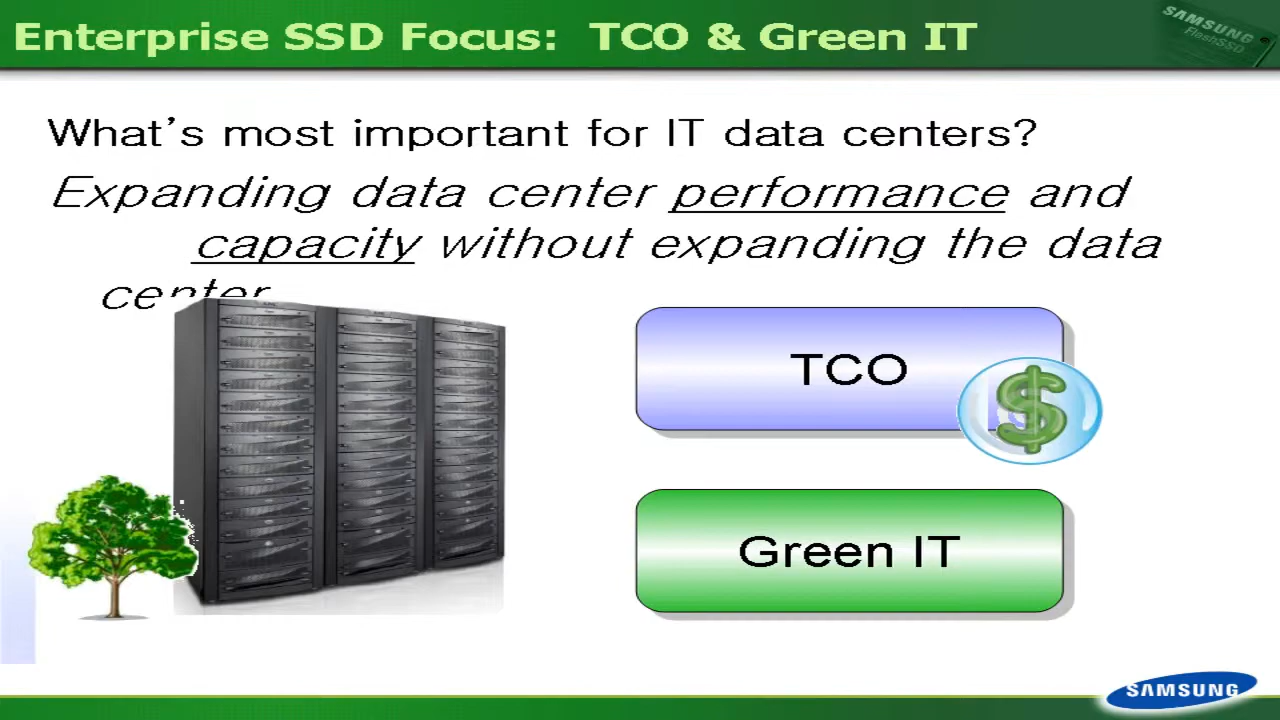 Enterprise SSD Focus: TCO & Green IT
SAMSUNG
FlashSSD
What's most important for IT data centers?
Expanding data center performance and
capacity without expanding the data
center
TCO
$
Green IT
SAMSUNG